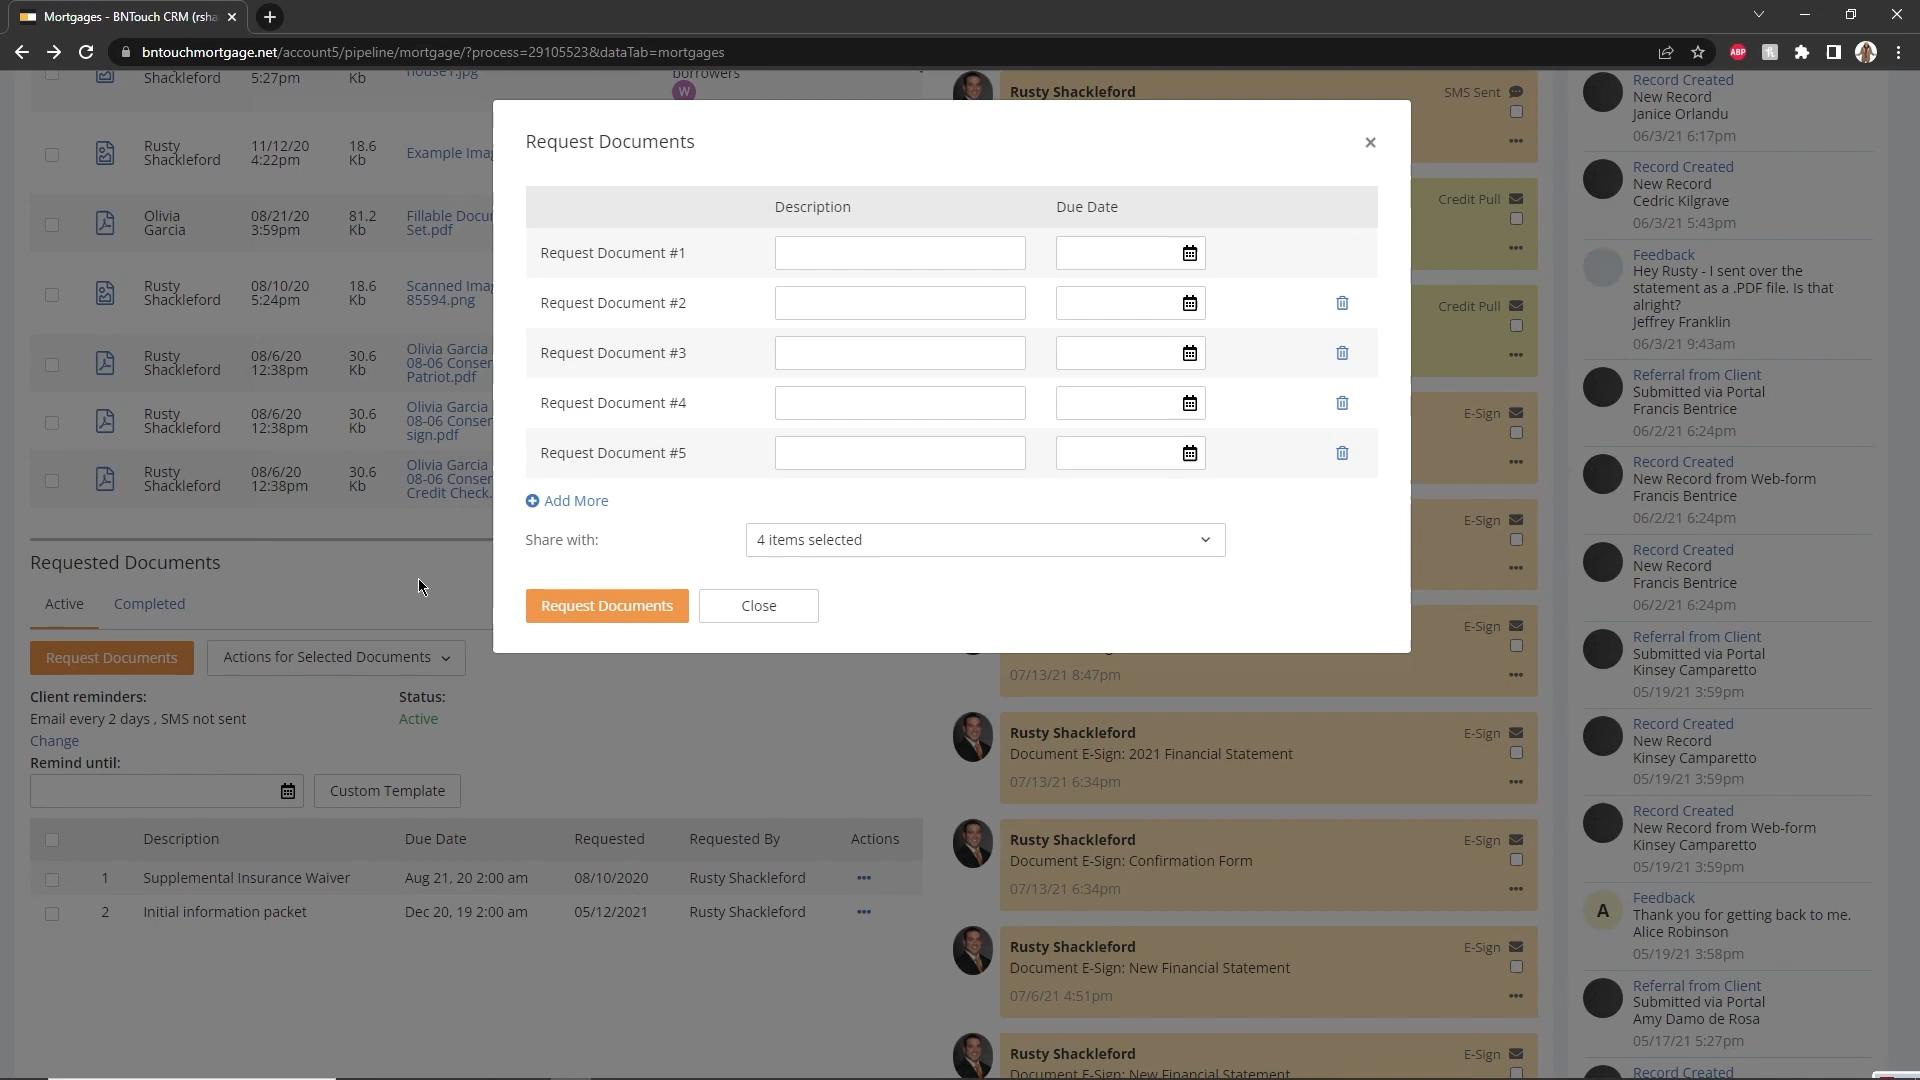 Mortgages - BNTouch CRM (rsha
bntouchmortgage.net/account5/pipeline/mortgage/?process=29105523&dataTab=mortgages
ABP
Shackleford 5:27pm Kb house1.jpg borrowers
W
Rusty Shackleford
11/12/20 4:22pm
18.6 Kb
Example Imag
Olivia Garcia
08/21/20 3:59pm
81.2 Kb
Fillable Docu
Set.pdf
Rusty Shackleford
08/10/20 5:24pm
18.6 Kb
Scanned Imag
85594.png
Rusty Shackleford
08/6/20 12:38pm
30.6 Kb
Olivia Garcia
08-06 Consen
Patriot.pdf
Rusty Shackleford
08/6/20 12:38pm
30.6 Kb
Olivia Garcia
08-06 Consen
sign.pdf
Rusty Shackleford
08/6/20 12:38pm
30.6 Kb
Olivia Garcia
08-06 Consen
Credit Check.
Requested Documents
Active Completed
Request Documents Actions for Selected Documents
Client reminders: Status:
Email every 2 days , SMS not sent Active
Change
Remind until:
Custom Template
Description Due Date Requested Requested By Actions
1 Supplemental Insurance Waiver Aug 21, 20 2:00 am 08/10/2020 Rusty Shackleford
2 Initial information packet Dec 20, 19 2:00 am 05/12/2021 Rusty Shackleford
Request Documents
Description Due Date
Request Document #1
Request Document #2
Request Document #3
Request Document #4
Request Document #5
Add More
Share with: 4 items selected
Request Documents Close
Rusty Shackleford SMS Sent
Credit Pull
Credit Pull
E-Sign
E-Sign
E-Sign
07/13/21 8:47pm
Rusty Shackleford E-Sign
Document E-Sign: 2021 Financial Statement
07/13/21 6:34pm
Rusty Shackleford E-Sign
Document E-Sign: Confirmation Form
07/13/21 6:34pm
Rusty Shackleford E-Sign
Document E-Sign: New Financial Statement
07/6/21 4:51pm
Rusty Shackleford E-Sign
Document E-Sign: New Financial Statement
Record Created
New Record
Janice Orlandu
06/3/21 6:17pm
Record Created
New Record
Cedric Kilgrave
06/3/21 5:43pm
Feedback
Hey Rusty - I sent over the
statement as a .PDF file. Is that
alright?
Jeffrey Franklin
06/3/21 9:43am
Referral from Client
Submitted via Portal
Francis Bentrice
06/2/21 6:24pm
Record Created
New Record from Web-form
Francis Bentrice
06/2/21 6:24pm
Record Created
New Record
Francis Bentrice
06/2/21 6:24pm
Referral from Client
Submitted via Portal
Kinsey Camparetto
05/19/21 3:59pm
Record Created
New Record
Kinsey Camparetto
05/19/21 3:59pm
Record Created
New Record from Web-form
Kinsey Camparetto
05/19/21 3:59pm
A
Feedback
Thank you for getting back to me.
Alice Robinson
05/19/21 3:58pm
Referral from Client
Submitted via Portal
Amy Damo de Rosa
05/17/21 5:27pm
Record Created